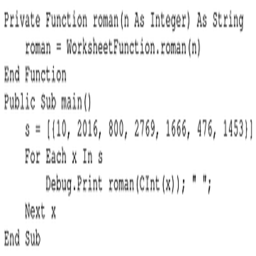 Private Function roman(n As Integer) As String
    roman = WorksheetFunction.roman(n)
End Function
Public Sub main()
    s = [{10, 2016, 800, 2769, 1666, 476, 1453}]
    For Each x In s
        Debug.Print roman(CInt(x)); " ";
    Next x
End Sub